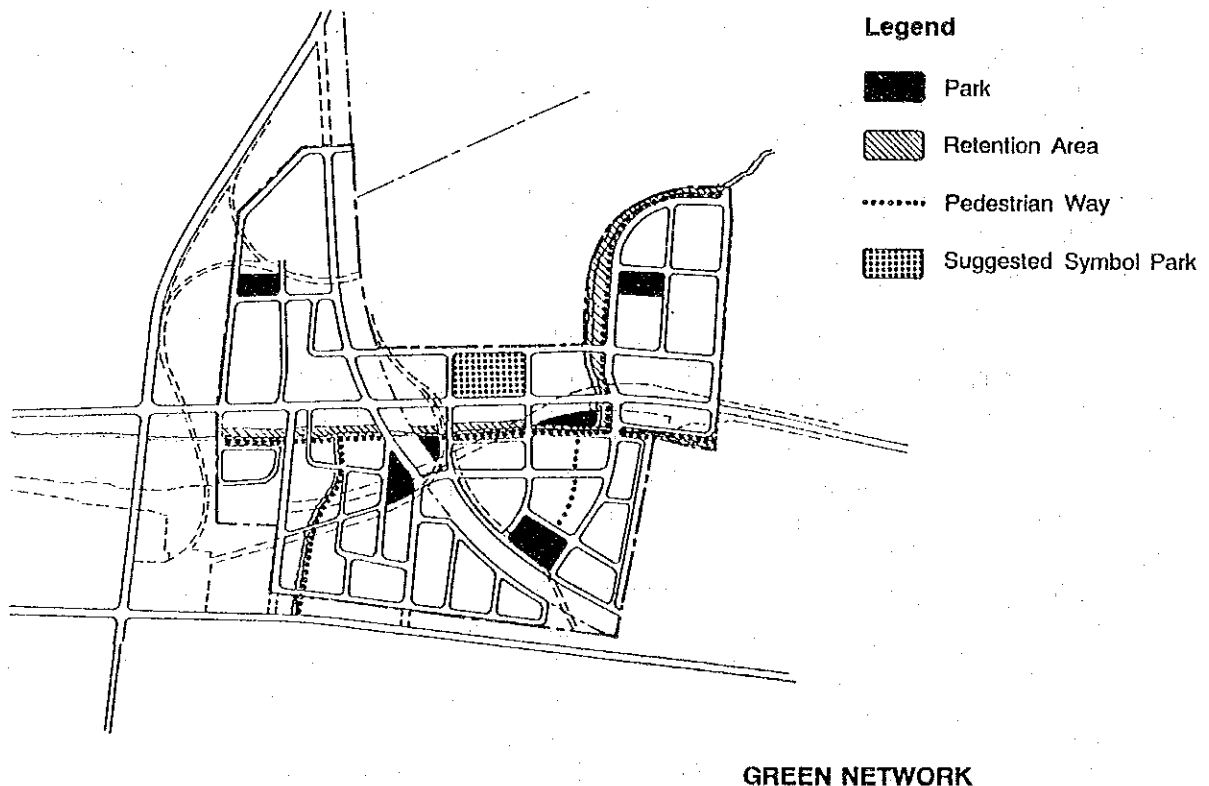 Legend
Park
Retention Area
Pedestrian Way
Suggested Symbol Park
GREEN NETWORK